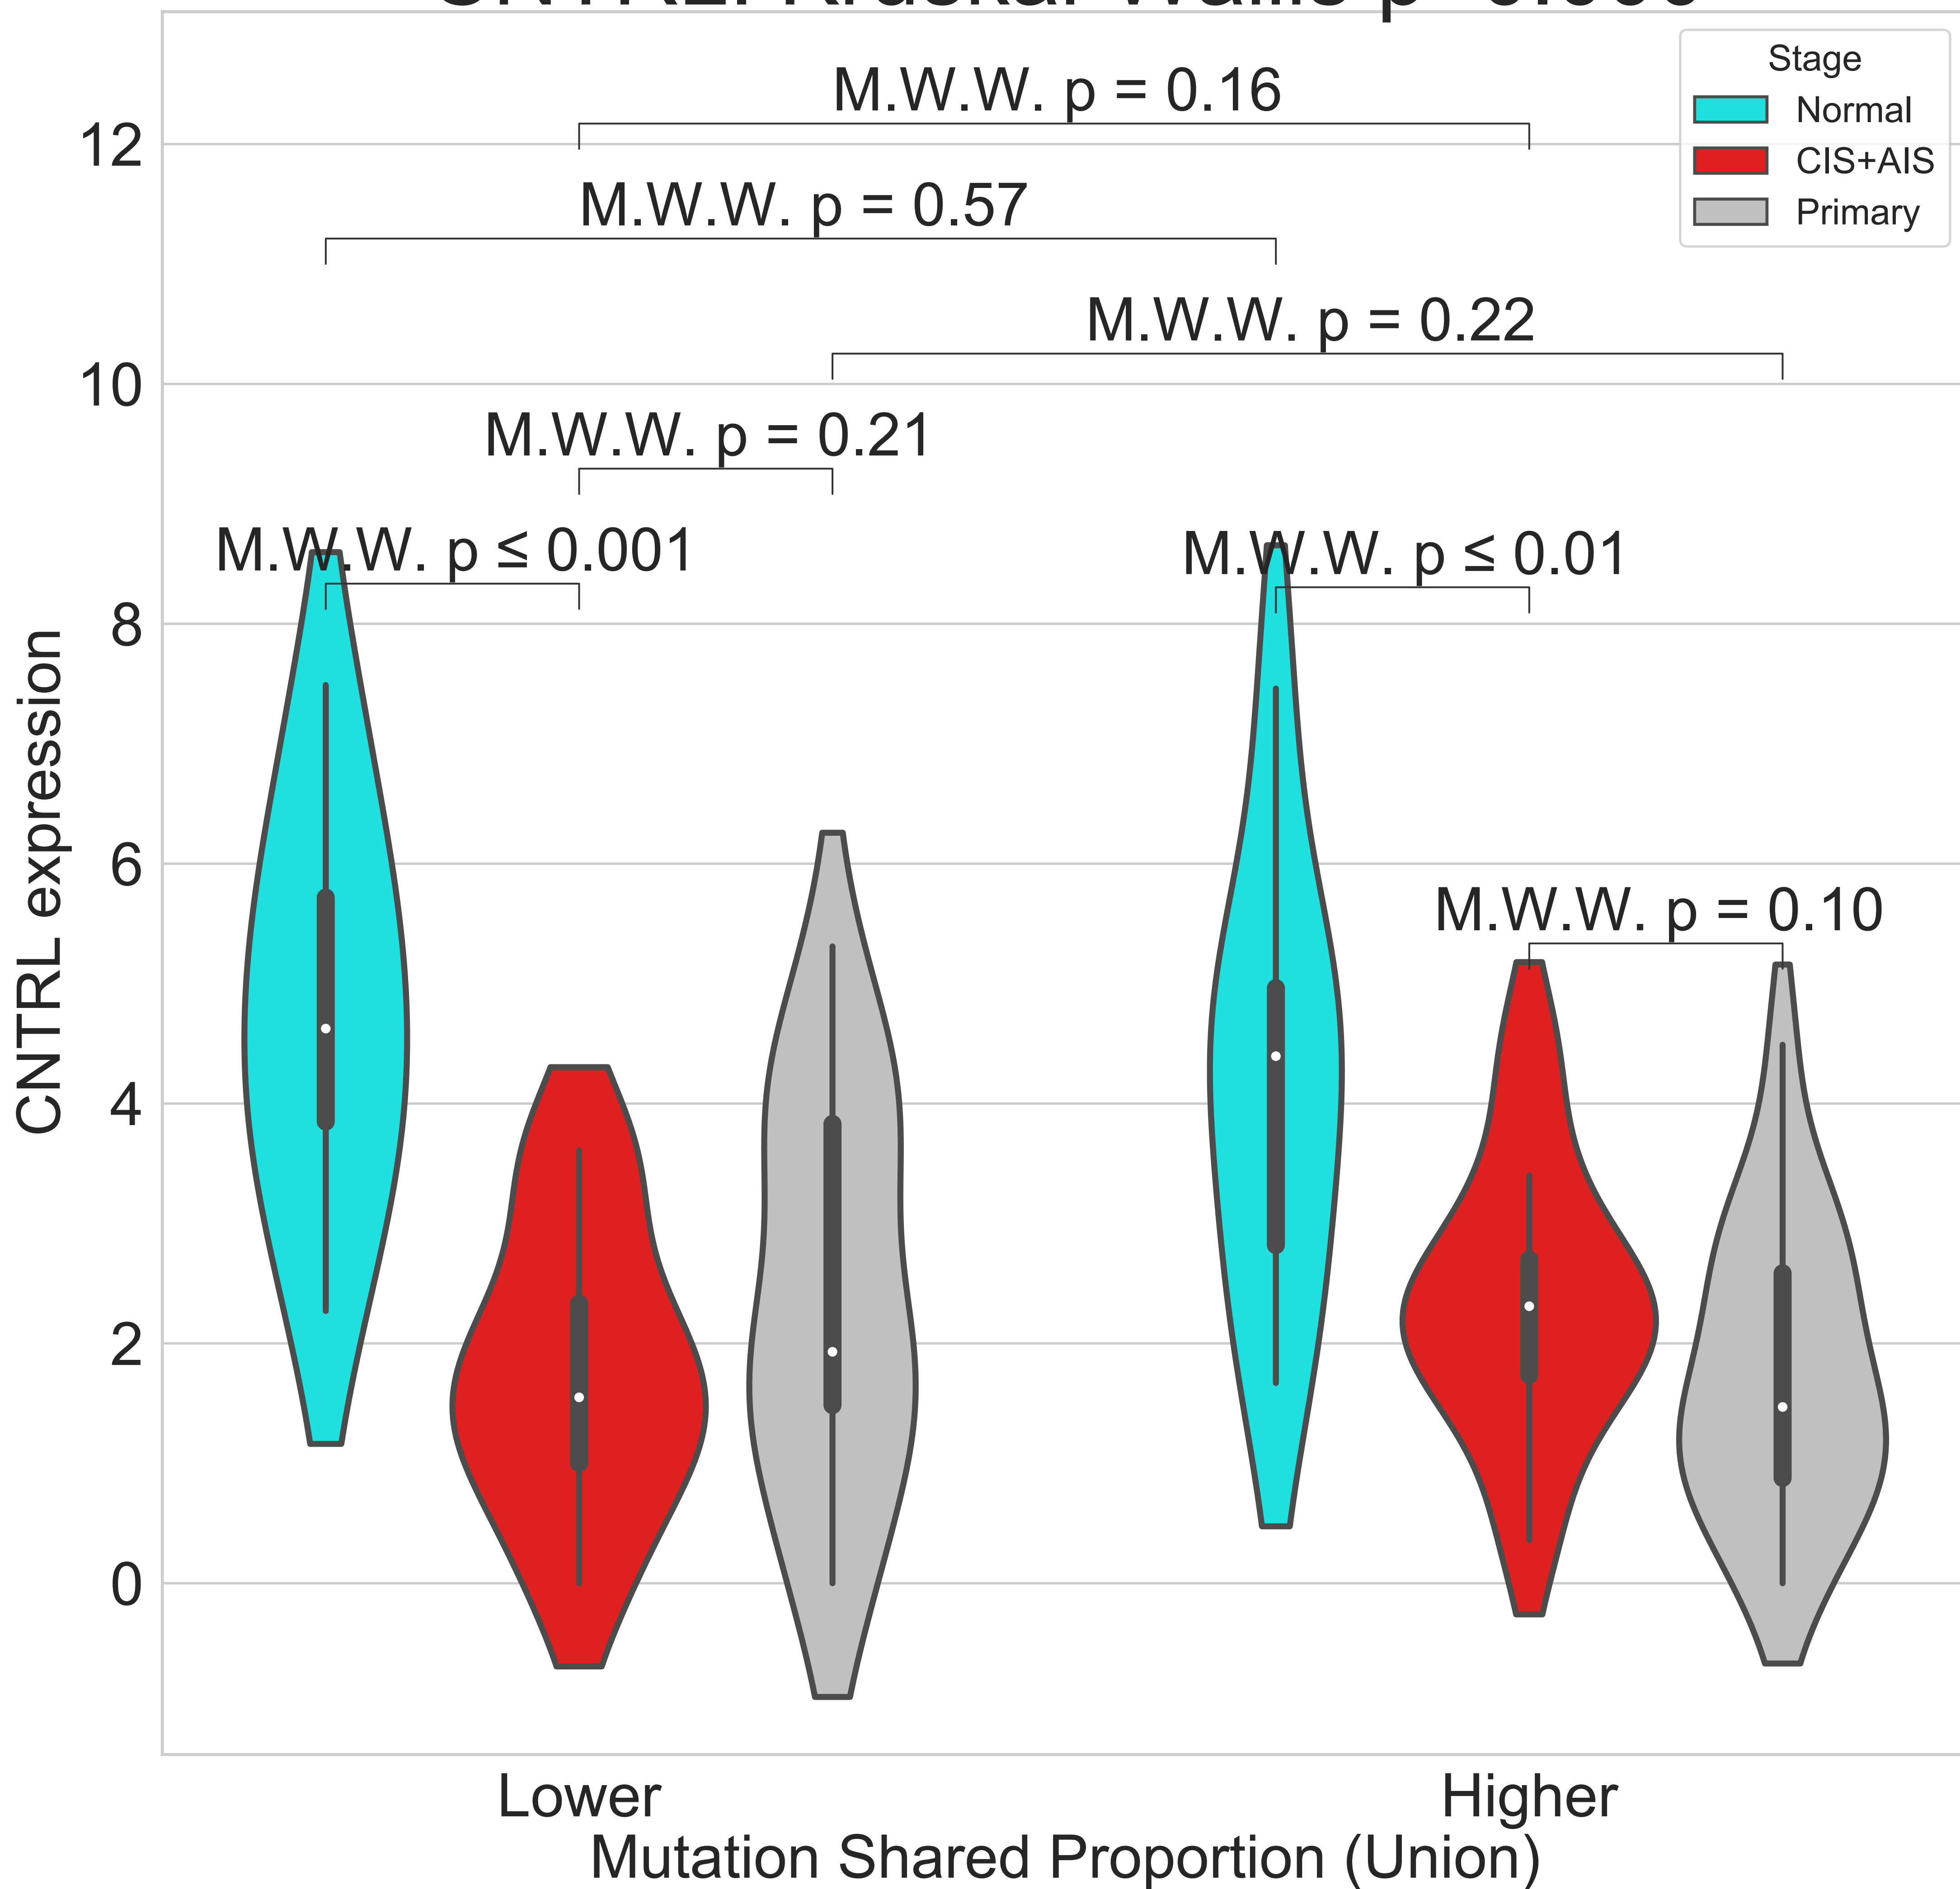 M.W.W. p = 0.16
M.W.W. p = 0.57
M.W.W. p = 0.22
M.W.W. p = 0.21
M.W.W. p ≤ 0.001
M.W.W. p ≤ 0.01
M.W.W. p = 0.10
Stage
Normal
CIS+AIS
Primary
12
10
8
6
4
2
0
CNTRL expression
Lower
Higher
Mutation Shared Proportion (Union)